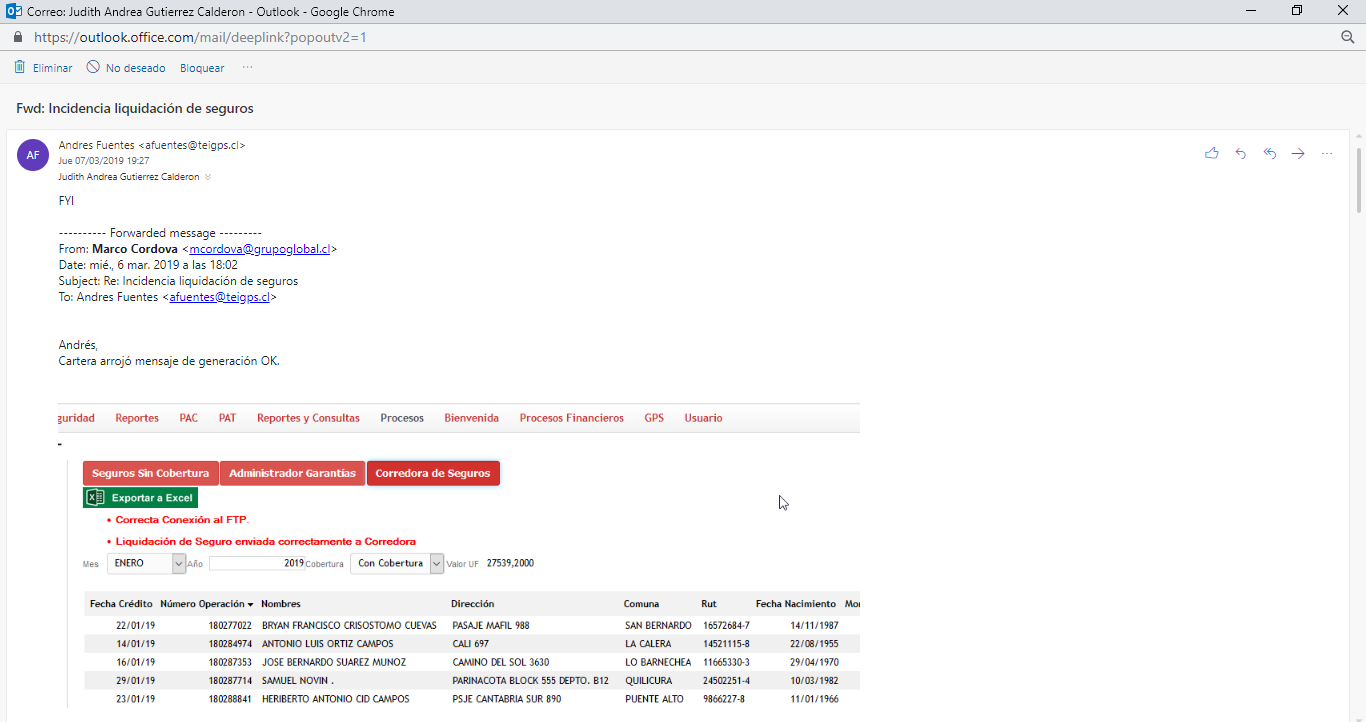 Correo: Judith Andrea Gutierrez Calderon - Outlook - Google Chrome
https://outlook.office.com/mail/deeplink?popoutv2=1
Eliminar No deseado Bloquear ...
Fwd: Incidencia liquidación de seguros
AF
Andres Fuentes <afuentes@teigps.cl>
Jue 07/03/2019 19:27
Judith Andrea Gutierrez Calderon
FYI
---------- Forwarded message ---------
From: Marco Cordova <mcordova@grupoglobal.cl>
Date: mié., 6 mar. 2019 a las 18:02
Subject: Re: Incidencia liquidación de seguros
To: Andres Fuentes <afuentes@teigps.cl>
Andrés,
Cartera arrojó mensaje de generación OK.
guridad Reportes PAC PAT Reportes y Consultas Procesos Bienvenida Procesos Financieros GPS Usuario
-
Seguros Sin Cobertura Administrador Garantías Corredora de Seguros
Exportar a Excel
• Correcta Conexión al FTP.
• Liquidación de Seguro enviada correctamente a Corredora
Mes ENERO Año 2019 Cobertura Con Cobertura Valor UF 27539,2000
Fecha Crédito Número Operación Nombres Dirección Comuna Rut Fecha Nacimiento Mo
22/01/19 180277022 BRYAN FRANCISCO CRISOSTOMO CUEVAS PASAJE MAFIL 988 SAN BERNARDO 16572684-7 14/11/1987
14/01/19 180284974 ANTONIO LUIS ORTIZ CAMPOS CALI 697 LA CALERA 14521115-8 22/08/1955
16/01/19 180287353 JOSE BERNARDO SUAREZ MUNOZ CAMINO DEL SOL 3630 LO BARNECHEA 11665330-3 29/04/1970
29/01/19 180287714 SAMUEL NOVIN . PARINACOTA BLOCK 555 DEPTO. B12 QUILICURA 24502251-4 10/03/1982
23/01/19 180288841 HERIBERTO ANTONIO CID CAMPOS PSJE CANTABRIA SUR 890 PUENTE ALTO 9866227-8 11/01/1966